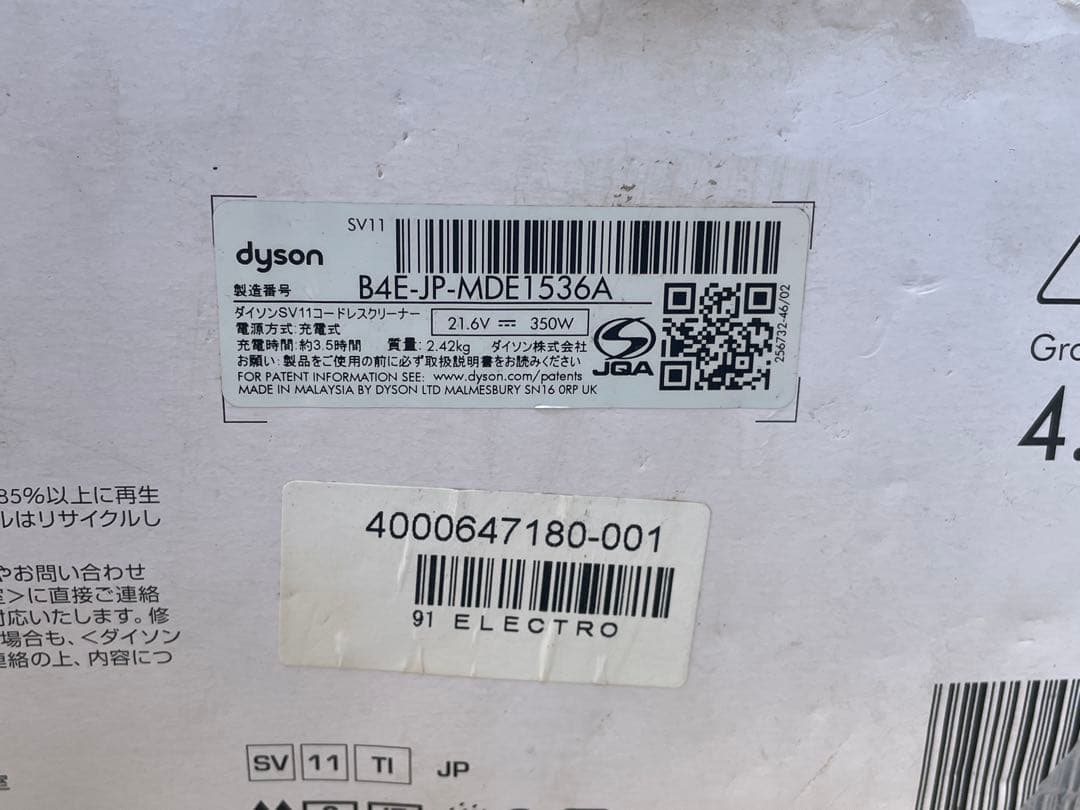 SV11
dyson
製造番号 B4E-JP-MDE1536A
ダイソンSV11コードレスクリーナー
電源方式:充電式
21.6V ⎓ 350W
充電時間:約3.5時間 質量:2.42kg ダイソン株式会社
お願い:製品をご使用の前に必ず取扱説明書をお読みください
FOR PATENT INFORMATION SEE: www.dyson.com/patents
MADE IN MALAYSIA BY DYSON LTD MALMESBURY SN16 0RP UK
JQA
256732-46/02
Gro
4.
85%以上に再生
ルはリサイクルし
やお問い合わせ
室>に直接ご連絡
対応いたします。修
場合も、<ダイソン
連絡の上、内容につ
4000647180-001
91 ELECTRO
SV 11 TI JP